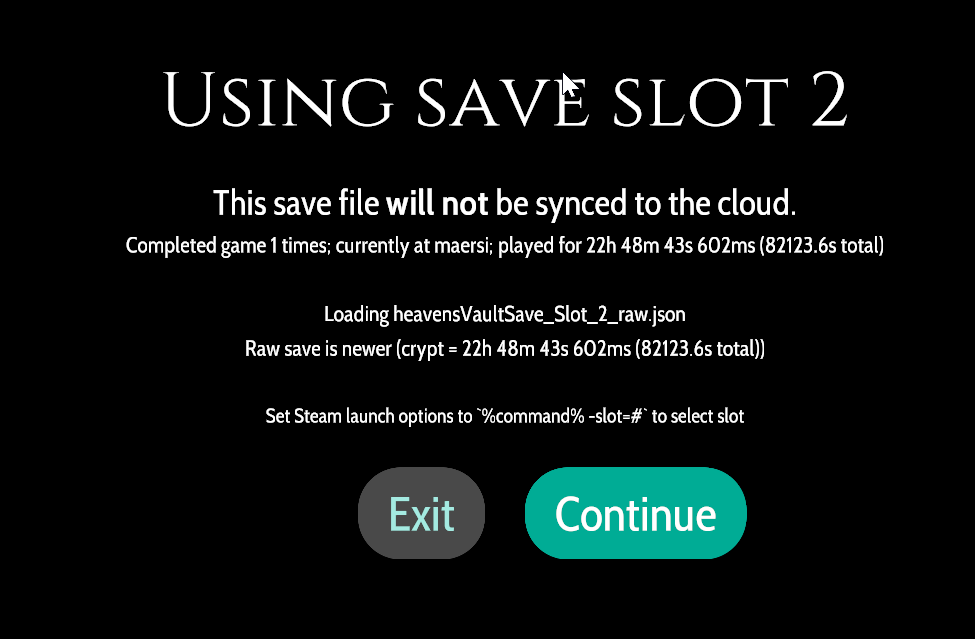 Using save slot 2
This save file will not be synced to the cloud.
Completed game 1 times; currently at maersi; played for 22h 48m 43s 602ms (82123.6s total)
Loading heavensVaultSave_Slot_2_raw.json
Raw save is newer (crypt = 22h 48m 43s 602ms (82123.6s total))
Set Steam launch options to `%command% -slot=#` to select slot
Exit
Continue